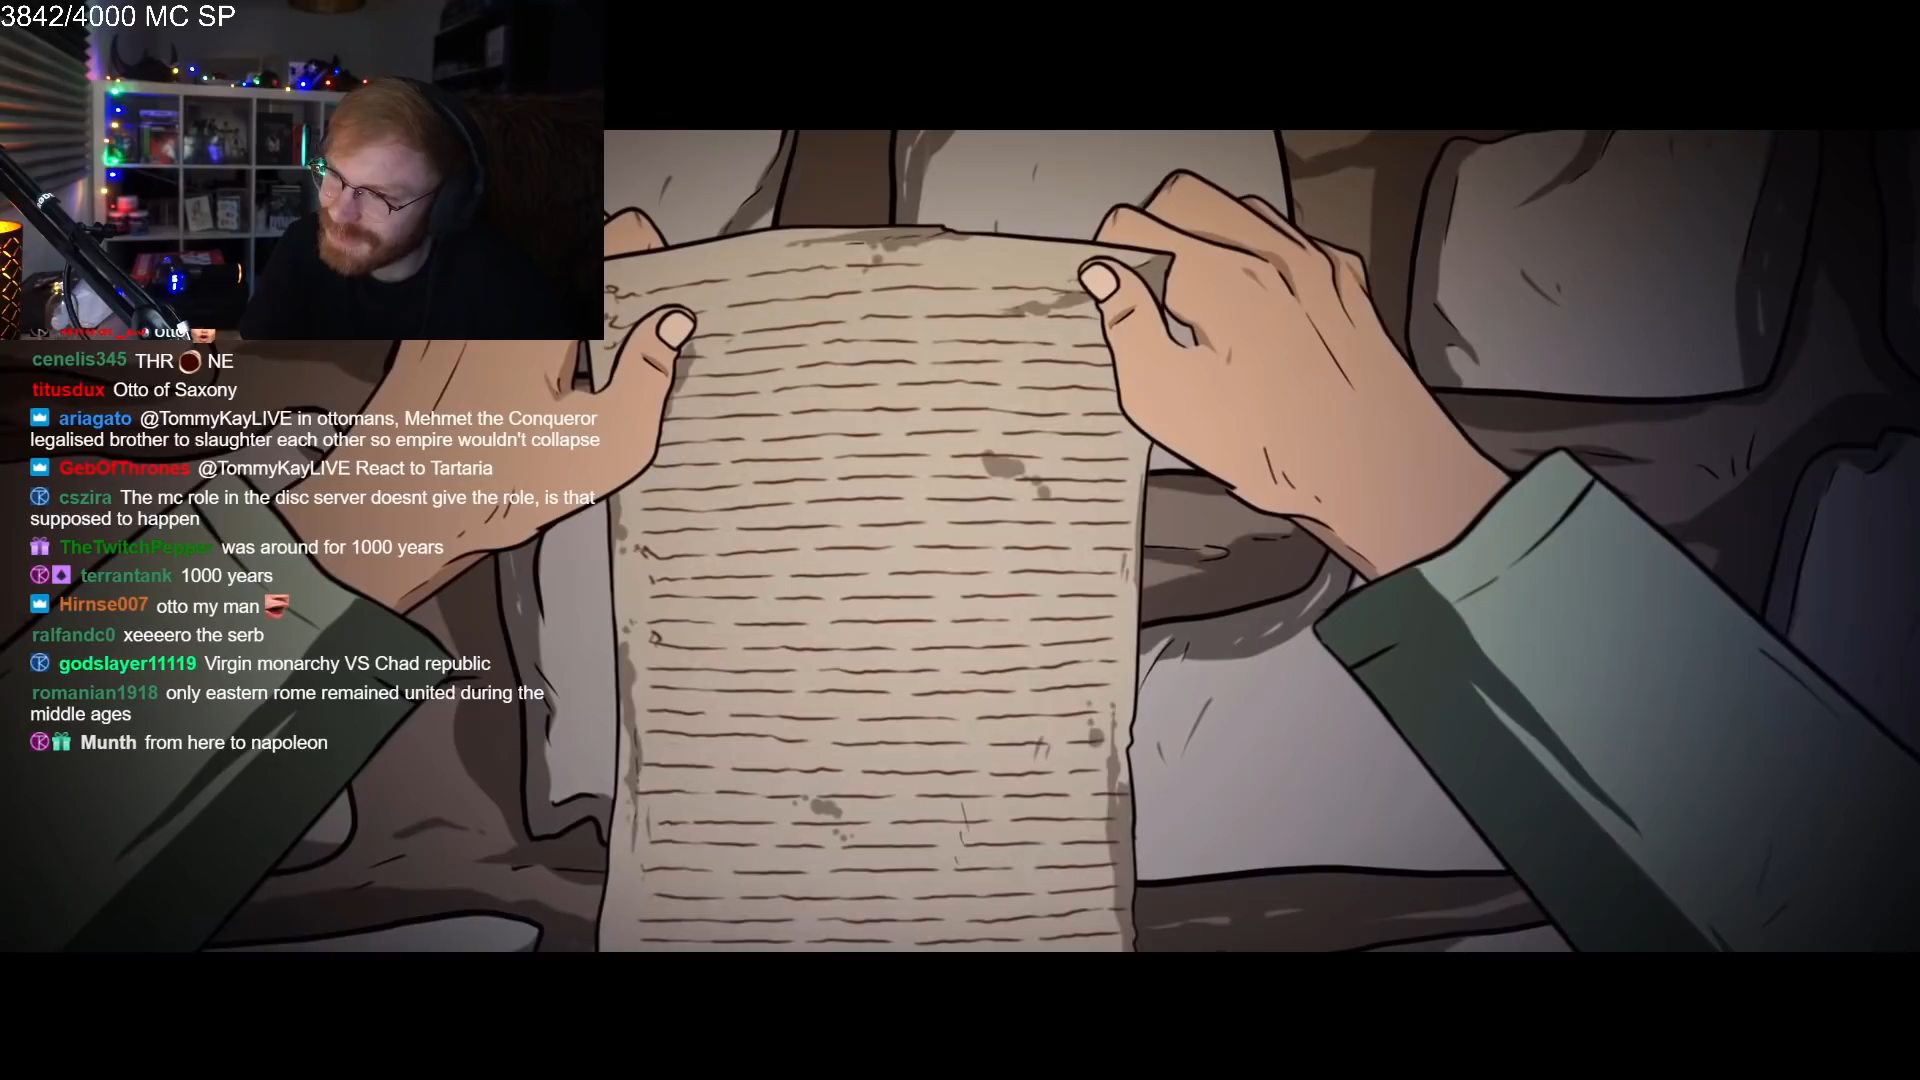 3842/4000 MC SP
cenelis345 THR NE
titusdux Otto of Saxony
ariagato @TommyKayLIVE in ottomans, Mehmet the Conqueror
legalised brother to slaughter each other so empire wouldn't collapse
GebOfThrones @TommyKayLIVE React to Tartaria
cszira The mc role in the disc server doesnt give the role, is that
supposed to happen
TheTwitchPepper was around for 1000 years
terrantank 1000 years
Hirnse007 otto my man
ralfandc0 xeeeero the serb
godslayer11119 Virgin monarchy VS Chad republic
romanian1918 only eastern rome remained united during the
middle ages
Munth from here to napoleon